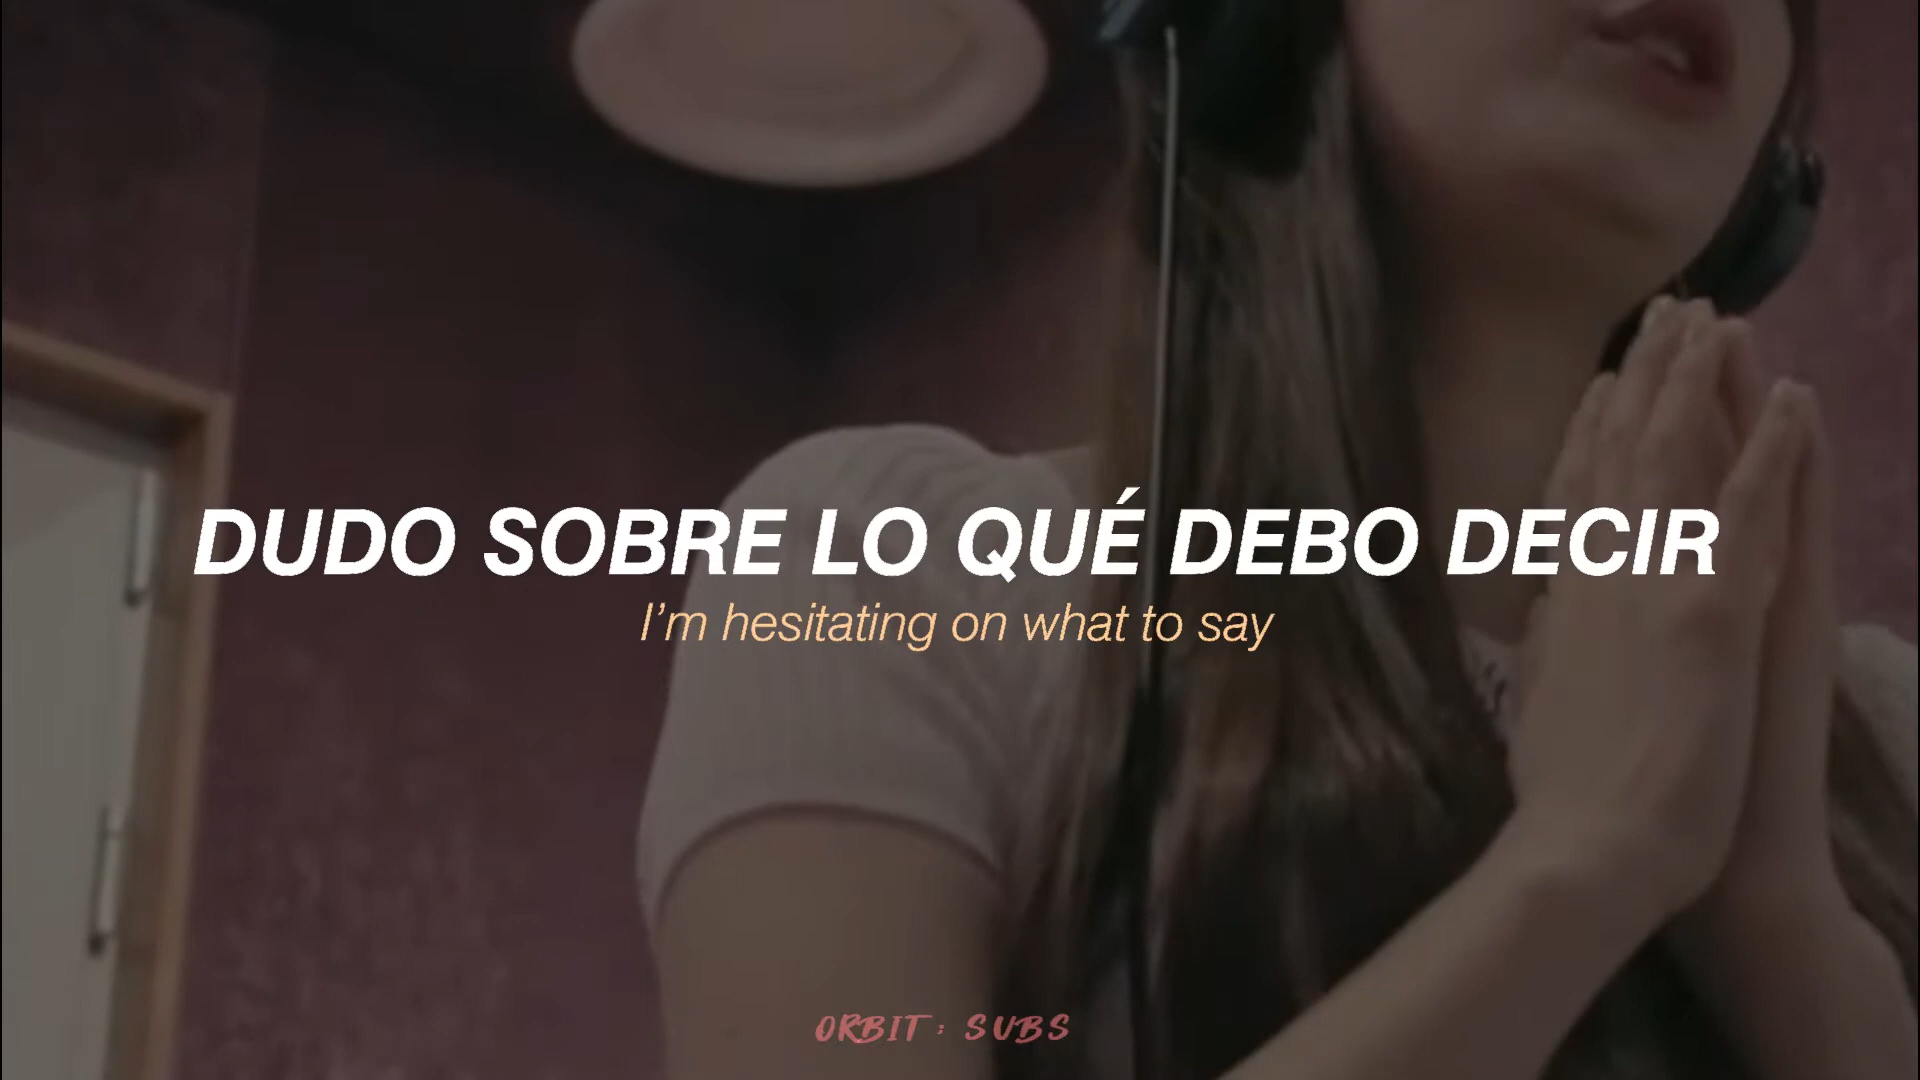 DUDO SOBRE LO QUÉ DEBO DECIR
I'm hesitating on what to say
ORBIT: SUBS